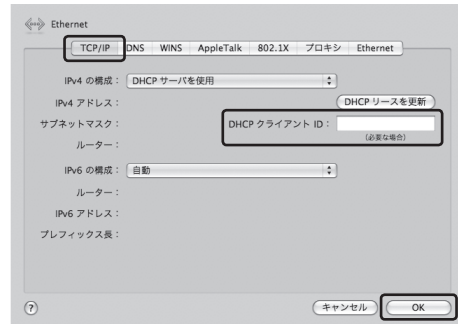 Ethernet
TCP/IP DNS WINS AppleTalk 802.1X プロキシ Ethernet
IPv4 の構成： DHCP サーバを使用
IPv4 アドレス： DHCP リースを更新
サブネットマスク： DHCP クライアント ID：
(必要な場合)
ルーター：
IPv6 の構成： 自動
ルーター：
IPv6 アドレス：
プレフィックス長：
? キャンセル OK